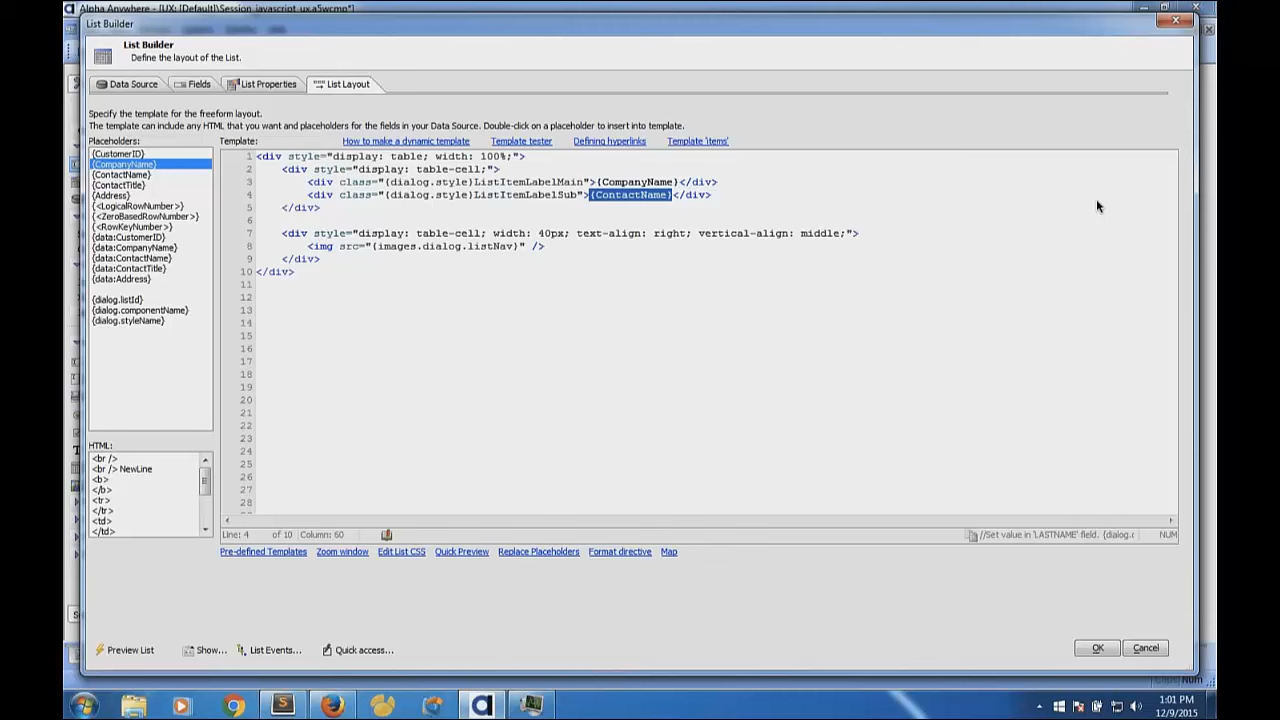 Alpha Anywhere - [UX: [Default]\Session_javascript_ux.a5wcmp*]
List Builder
List Builder
Define the layout of the List.
Data Source Fields List Properties List Layout
Specify the template for the freeform layout.
The template can include any HTML that you want and placeholders for the fields in your Data Source. Double-click on a placeholder to insert into template.
Placeholders: Template: How to make a dynamic template Template tester Defining hyperlinks Template 'items'
{CustomerID}
{CompanyName}
{ContactName}
{ContactTitle}
{Address}
{<LogicalRowNumber>}
{<ZeroBasedRowNumber>}
{<RowKeyNumber>}
{data:CustomerID}
{data:CompanyName}
{data:ContactName}
{data:ContactTitle}
{data:Address}
{dialog.listId}
{dialog.componentName}
{dialog.styleName}
1 <div style="display: table; width: 100%;">
2 <div style="display: table-cell;">
3 <div class="{dialog.style}ListItemLabelMain">{CompanyName}</div>
4 <div class="{dialog.style}ListItemLabelSub">{ContactName}</div>
5 </div>
6
7 <div style="display: table-cell; width: 40px; text-align: right; vertical-align: middle;">
8 <img src="{images.dialog.listNav}" />
9 </div>
10 </div>
11
12
13
14
15
16
17
18
19
20
21
22
23
24
25
26
27
28
HTML:
<br />
<br /> NewLine
<b>
</b>
<tr>
</tr>
<td>
</td>
Line: 4 of 10 Column: 60 //Set value in 'LASTNAME' field. {dialog. NUM
Pre-defined Templates Zoom window Edit List CSS Quick Preview Replace Placeholders Format directive Map
Preview List Show... List Events... Quick access... OK Cancel
Num
1:01 PM
12/9/2015